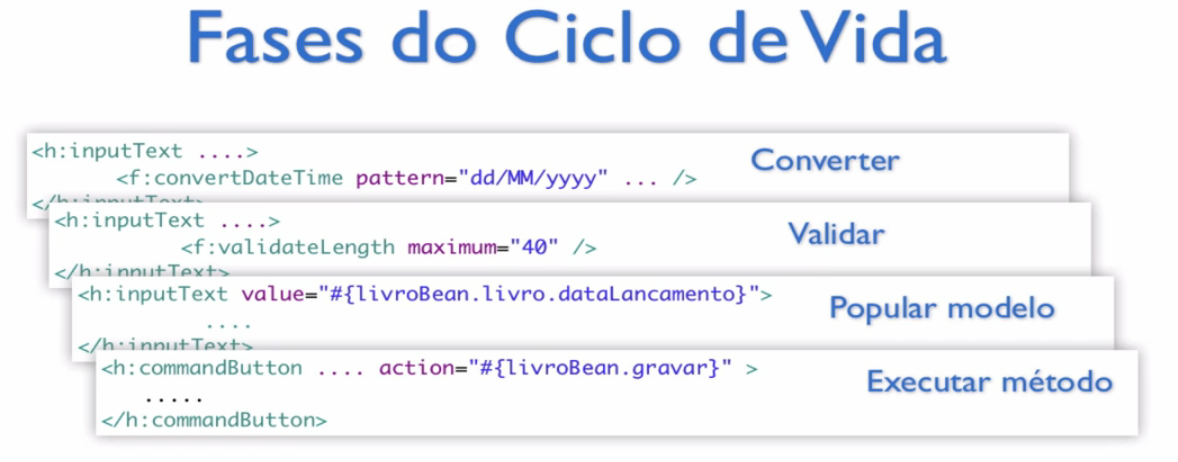 Fases do Ciclo de Vida
<h:inputText ....>
Converter
<f:convertDateTime pattern="dd/MM/yyyy" ... />
</h:inputText>
<h:inputText ....>
Validar
<f:validateLength maximum="40" />
</h:inputText>
<h:inputText value="#{livroBean.livro.dataLancamento}">
Popular modelo
....
</h:inputText>
<h:commandButton .... action="#{livroBean.gravar}" >
Executar método
.....
</h:commandButton>